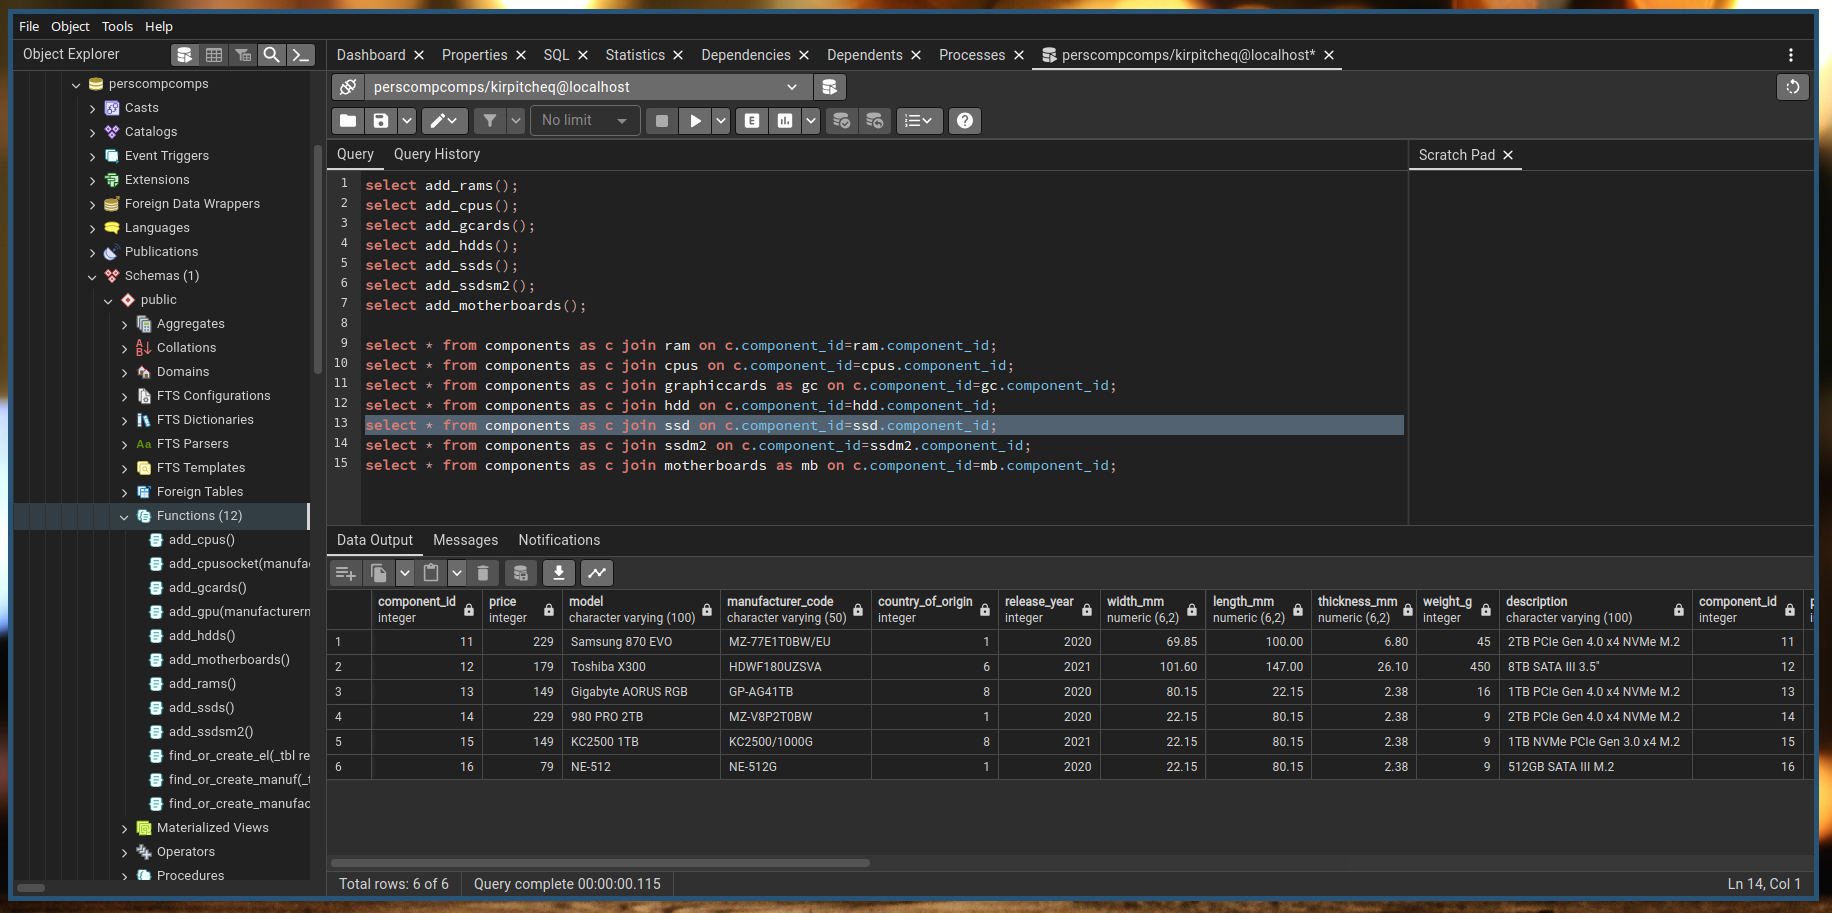 File Object Tools Help
Object Explorer
Dashboard Properties SQL Statistics Dependencies Dependents Processes perscompcomps/kirpitcheq@localhost*
perscompcomps
Casts
Catalogs
Event Triggers
Extensions
Foreign Data Wrappers
Languages
Publications
Schemas (1)
public
Aggregates
Collations
Domains
FTS Configurations
FTS Dictionaries
Aa FTS Parsers
FTS Templates
Foreign Tables
Functions (12)
add_cpus()
add_cpusocket(manufa
add_gcards()
add_gpu(manufacturern
add_hdds()
add_motherboards()
add_rams()
add_ssds()
add_ssdsm2()
find_or_create_el(_tbl re
find_or_create_manuf(_t
find_or_create_manufac
Materialized Views
Operators
Procedures
perscompcomps/kirpitcheq@localhost
No limit
E
Query Query History
Scratch Pad
1 select add_rams();
2 select add_cpus();
3 select add_gcards();
4 select add_hdds();
5 select add_ssds();
6 select add_ssdsm2();
7 select add_motherboards();
8
9 select * from components as c join ram on c.component_id=ram.component_id;
10 select * from components as c join cpus on c.component_id=cpus.component_id;
11 select * from components as c join graphiccards as gc on c.component_id=gc.component_id;
12 select * from components as c join hdd on c.component_id=hdd.component_id;
13 select * from components as c join ssd on c.component_id=ssd.component_id;
14 select * from components as c join ssdm2 on c.component_id=ssdm2.component_id;
15 select * from components as c join motherboards as mb on c.component_id=mb.component_id;
Data Output Messages Notifications
component_id price model manufacturer_code country_of_origin release_year width_mm length_mm thickness_mm weight_g description component_id p
integer integer character varying (100) character varying (50) integer integer numeric (6,2) numeric (6,2) numeric (6,2) integer character varying (100) integer
1 11 229 Samsung 870 EVO MZ-77E1T0BW/EU 1 2020 69.85 100.00 6.80 45 2TB PCIe Gen 4.0 x4 NVMe M.2 11
2 12 179 Toshiba X300 HDWF180UZSVA 6 2021 101.60 147.00 26.10 450 8TB SATA III 3.5" 12
3 13 149 Gigabyte AORUS RGB GP-AG41TB 8 2020 80.15 22.15 2.38 16 1TB PCIe Gen 4.0 x4 NVMe M.2 13
4 14 229 980 PRO 2TB MZ-V8P2T0BW 1 2020 22.15 80.15 2.38 9 2TB PCIe Gen 4.0 x4 NVMe M.2 14
5 15 149 KC2500 1TB KC2500/1000G 8 2021 22.15 80.15 2.38 9 1TB NVMe PCIe Gen 3.0 x4 M.2 15
6 16 79 NE-512 NE-512G 1 2020 22.15 80.15 2.38 9 512GB SATA III M.2 16
Total rows: 6 of 6 Query complete 00:00:00.115 Ln 14, Col 1